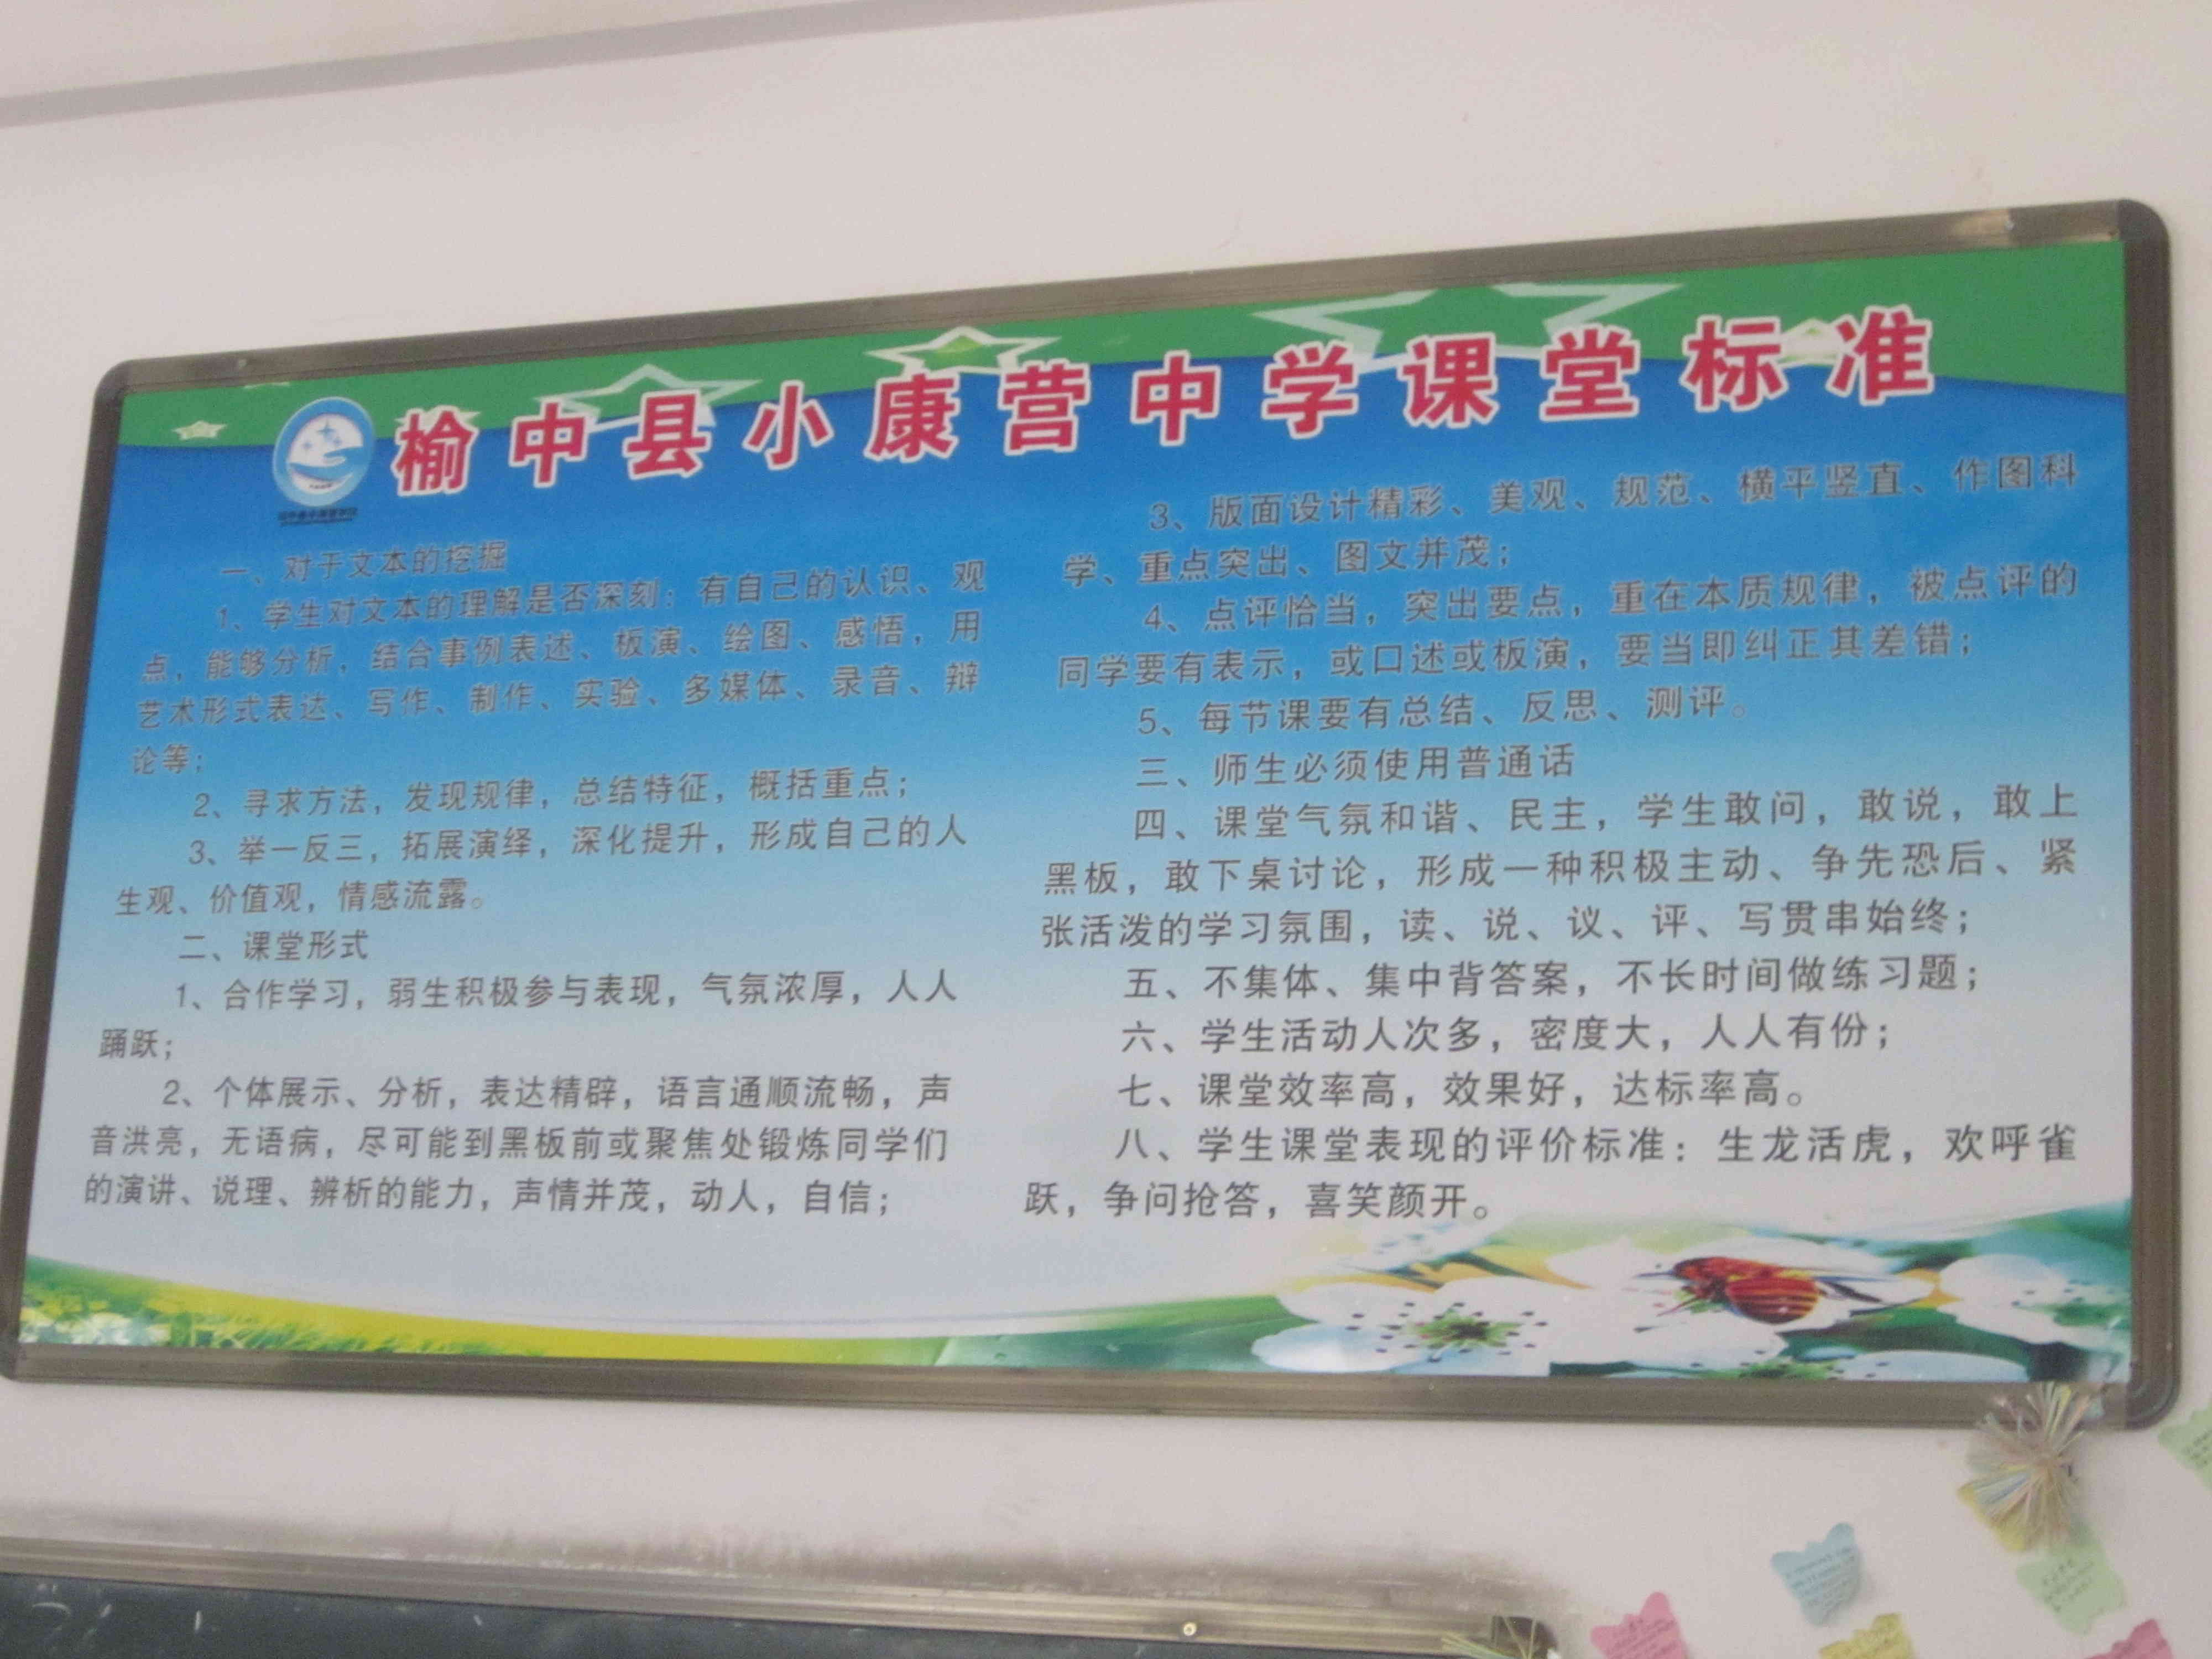 榆中县小康营中学课堂标准
一、对于文本的挖掘
1、学生对文本的理解是否深刻：有自己的认识、观
点，能够分析，结合事例表述、板演、绘图、感悟，用
艺术形式表达、写作、制作、实验、多媒体、录音、辩
论等；
2、寻求方法，发现规律，总结特征，概括重点；
3、举一反三，拓展演绎，深化提升，形成自己的人
生观、价值观，情感流露。
二、课堂形式
1、合作学习，弱生积极参与表现，气氛浓厚，人人
踊跃；
2、个体展示、分析，表达精辟，语言通顺流畅，声
音洪亮，无语病，尽可能到黑板前或聚焦处锻炼同学们
的演讲、说理、辨析的能力，声情并茂，动人，自信；
3、版面设计精彩、美观、规范、横平竖直、作图科
学、重点突出、图文并茂；
4、点评恰当，突出要点，重在本质规律，被点评的
同学要有表示，或口述或板演，要当即纠正其差错；
5、每节课要有总结、反思、测评。
三、师生必须使用普通话
四、课堂气氛和谐、民主，学生敢问，敢说，敢上
黑板，敢下桌讨论，形成一种积极主动、争先恐后、紧
张活泼的学习氛围，读、说、议、评、写贯串始终；
五、不集体、集中背答案，不长时间做练习题；
六、学生活动人次多，密度大，人人有份；
七、课堂效率高，效果好，达标率高。
八、学生课堂表现的评价标准：生龙活虎，欢呼雀
跃，争问抢答，喜笑颜开。